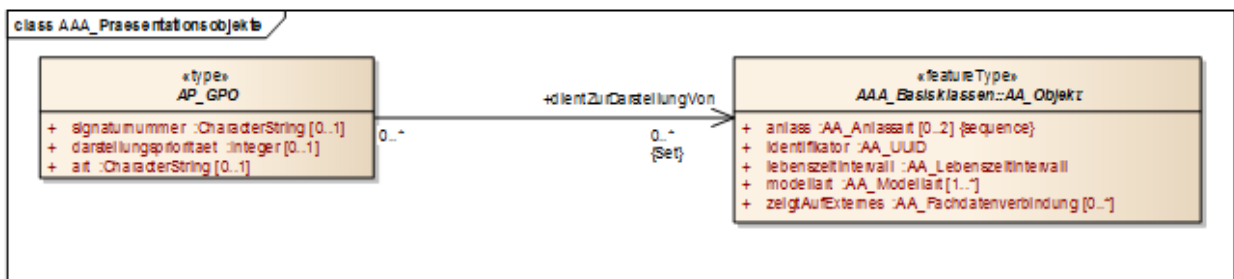 class AAA_Praesentationsobjekte
«type»
AP_GPO
+ signaturnummer :CharacterString [0..1]
+ darstellungsprioritaet :Integer [0..1]
+ art :CharacterString [0..1]
+dientZurDarstellungVon
0..*
0..*
{Set}
«featureType»
AAA_Basisklassen::AA_Objekt
+ anlass :AA_Anlassart [0..2] {sequence}
+ identifikator :AA_UUID
+ lebenszeitintervall :AA_Lebenszeitintervall
+ modellart :AA_Modellart [1..*]
+ zeigtAufExternes :AA_Fachdatenverbindung [0..*]